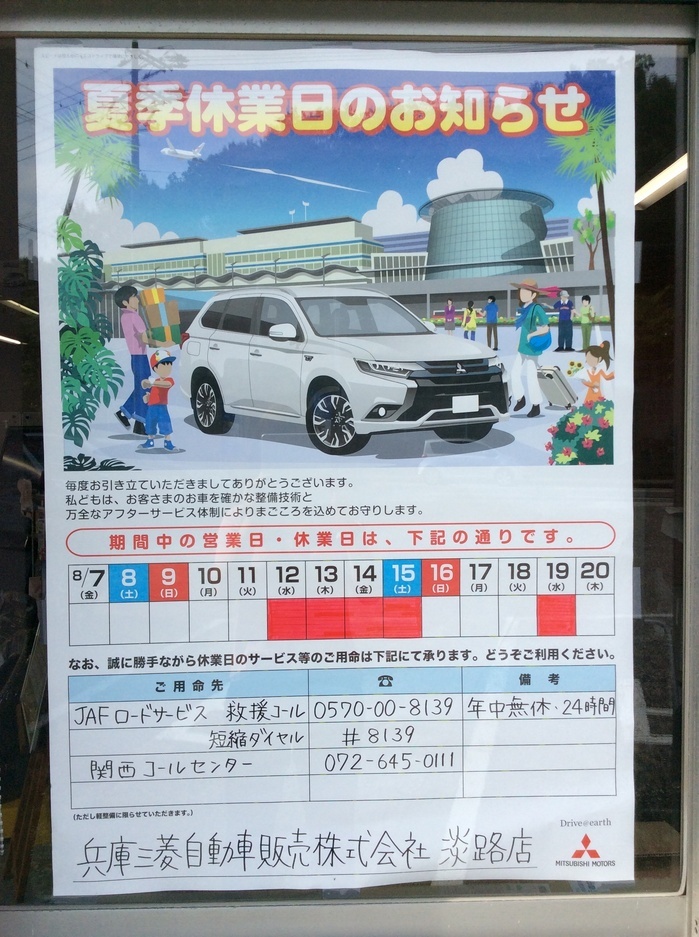 夏季休業日のお知らせ
毎度お引き立ていただきましてありがとうございます。
私どもは、お客さまのお車を確かな整備技術と
万全なアフターサービス体制によりまごころを込めてお守りします。
期間中の営業日・休業日は、下記の通りです。
8/7 8 9 10 11 12 13 14 15 16 17 18 19 20
(金) (土) (日) (月) (火) (水) (木) (金) (土) (日) (月) (火) (水) (木)
なお、誠に勝手ながら休業日のサービス等のご用命は下記にて承ります。どうぞご利用ください。
ご用命先 ☎ 備考
JAFロードサービス 救援コール 0570-00-8139 年中無休・24時間
短縮ダイヤル #8139
関西コールセンター 072-645-0111
(ただし軽整備に限らせていただきます。)
Drive@earth
兵庫三菱自動車販売株式会社 淡路店
MITSUBISHI MOTORS